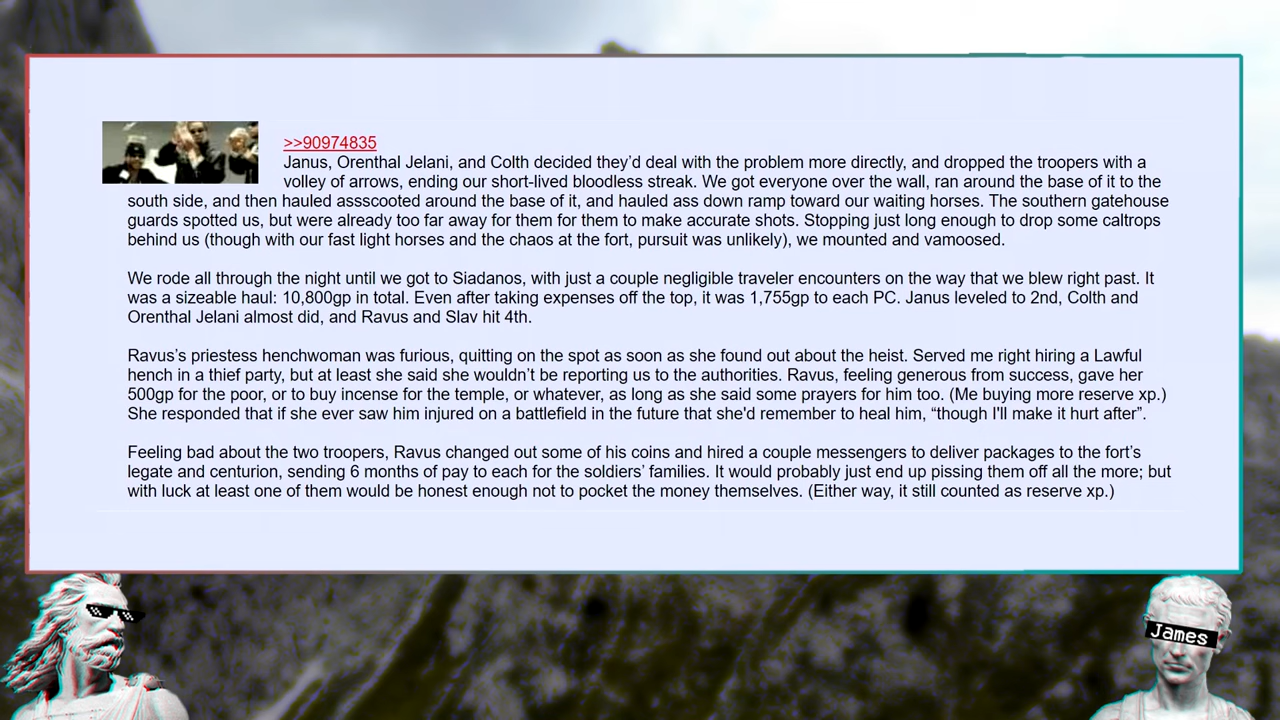 >>90974835
Janus, Orenthal Jelani, and Colth decided they’d deal with the problem more directly, and dropped the troopers with a
volley of arrows, ending our short-lived bloodless streak. We got everyone over the wall, ran around the base of it to the
south side, and then hauled assscooted around the base of it, and hauled ass down ramp toward our waiting horses. The southern gatehouse
guards spotted us, but were already too far away for them for them to make accurate shots. Stopping just long enough to drop some caltrops
behind us (though with our fast light horses and the chaos at the fort, pursuit was unlikely), we mounted and vamoosed.
We rode all through the night until we got to Siadanos, with just a couple negligible traveler encounters on the way that we blew right past. It
was a sizeable haul: 10,800gp in total. Even after taking expenses off the top, it was 1,755gp to each PC. Janus leveled to 2nd, Colth and
Orenthal Jelani almost did, and Ravus and Slav hit 4th.
Ravus’s priestess henchwoman was furious, quitting on the spot as soon as she found out about the heist. Served me right hiring a Lawful
hench in a thief party, but at least she said she wouldn’t be reporting us to the authorities. Ravus, feeling generous from success, gave her
500gp for the poor, or to buy incense for the temple, or whatever, as long as she said some prayers for him too. (Me buying more reserve xp.)
She responded that if she ever saw him injured on a battlefield in the future that she'd remember to heal him, “though I'll make it hurt after”.
Feeling bad about the two troopers, Ravus changed out some of his coins and hired a couple messengers to deliver packages to the fort’s
legate and centurion, sending 6 months of pay to each for the soldiers’ families. It would probably just end up pissing them off all the more; but
with luck at least one of them would be honest enough not to pocket the money themselves. (Either way, it still counted as reserve xp.)
James